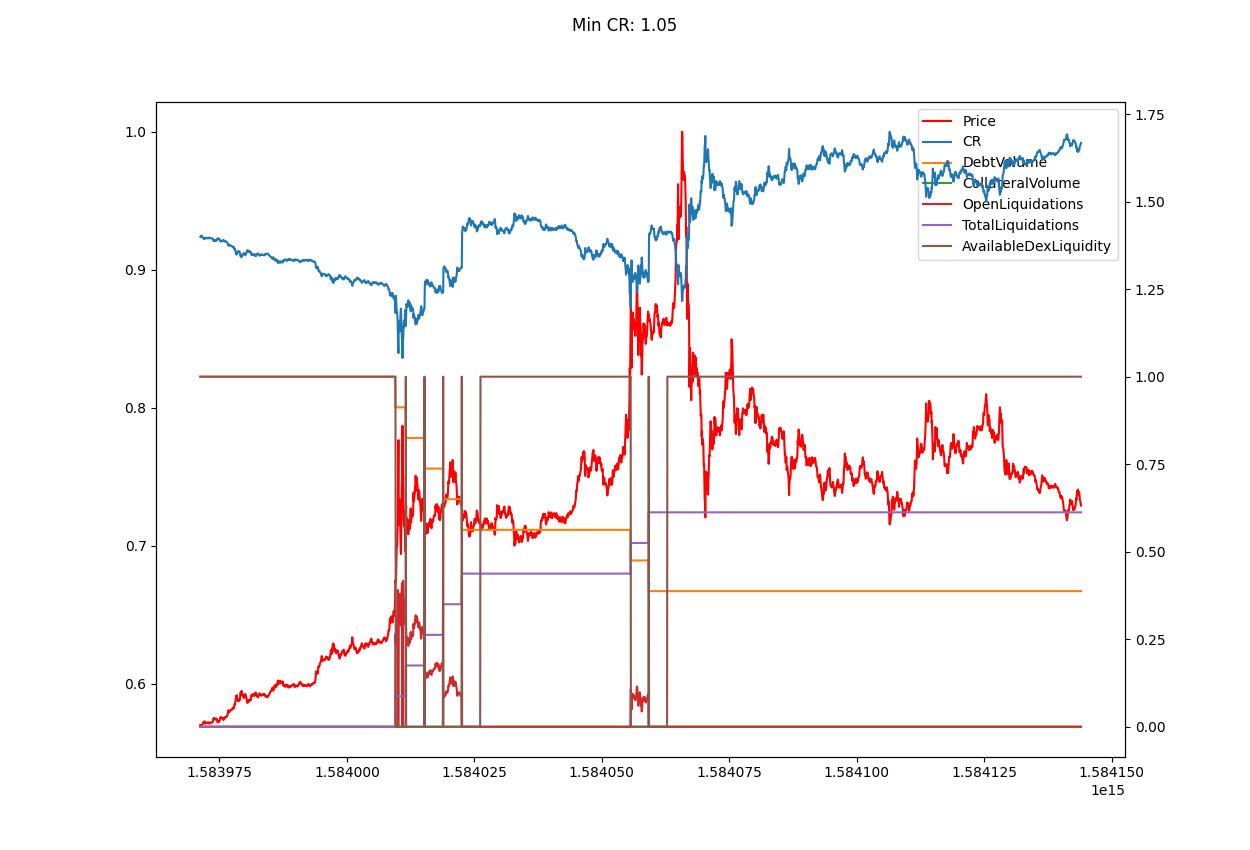 Min CR: 1.05
1.0
0.9
0.8
0.7
0.6
1.75
1.50
1.25
1.00
0.75
0.50
0.25
0.00
Price
CR
DebtVolume
CollateralVolume
OpenLiquidations
TotalLiquidations
AvailableDexLiquidity
1.583975 1.584000 1.584025 1.584050 1.584075 1.584100 1.584125 1.584150
1e15